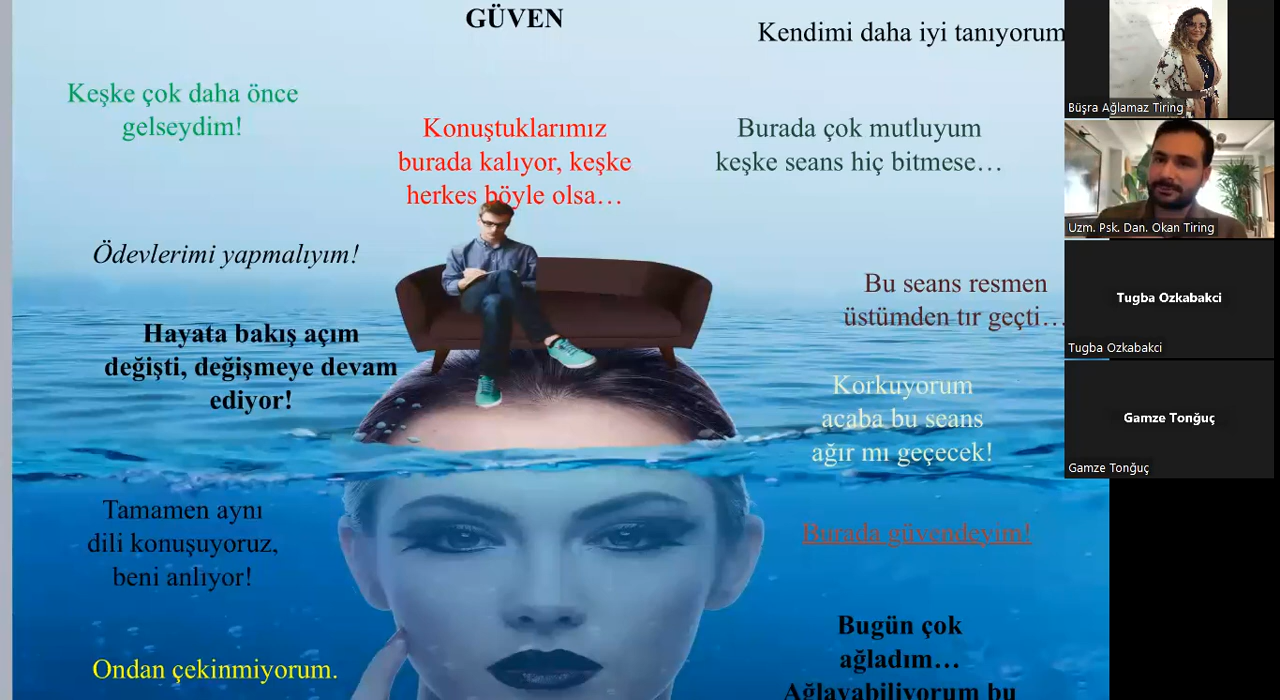 GÜVEN
Kendimi daha iyi tanıyorum
Keşke çok daha önce
gelseydim!
Konuştuklarımız
burada kalıyor, keşke
herkes böyle olsa…
Burada çok mutluyum
keşke seans hiç bitmese…
Ödevlerimi yapmalıyım!
Bu seans resmen
üstümden tır geçti…
Hayata bakış açım
değişti, değişmeye devam
ediyor!
Korkuyorum
acaba bu seans
ağır mı geçecek!
Tamamen aynı
dili konuşuyoruz,
beni anlıyor!
Burada güvendeyim!
Ondan çekinmiyorum.
Bugün çok
ağladım…
Ağlayabiliyorum bu
Büşra Ağlamaz Tiring
Uzm. Psk. Dan. Okan Tiring
Tugba Ozkabakci
Tugba Ozkabakci
Gamze Tonğuç
Gamze Tonğuç